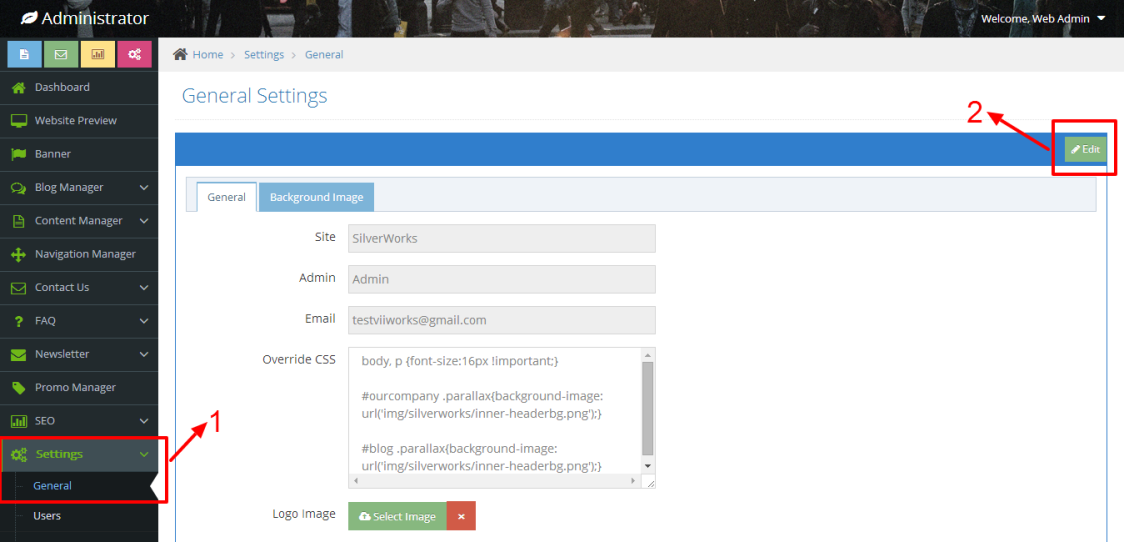 Administrator
Welcome, Web Admin
Home > Settings > General
Dashboard
Website Preview
Banner
Blog Manager
Content Manager
Navigation Manager
Contact Us
? FAQ
Newsletter
Promo Manager
SEO
Settings
General
Users
1
General Settings
2
Edit
General
Background Image
Site SilverWorks
Admin Admin
Email testviiworks@gmail.com
Override CSS
body, p {font-size:16px !important;}
#ourcompany .parallax{background-image:
url('img/silverworks/inner-headerbg.png');}
#blog .parallax{background-image:
url('img/silverworks/inner-headerbg.png');}
Logo Image Select Image ×